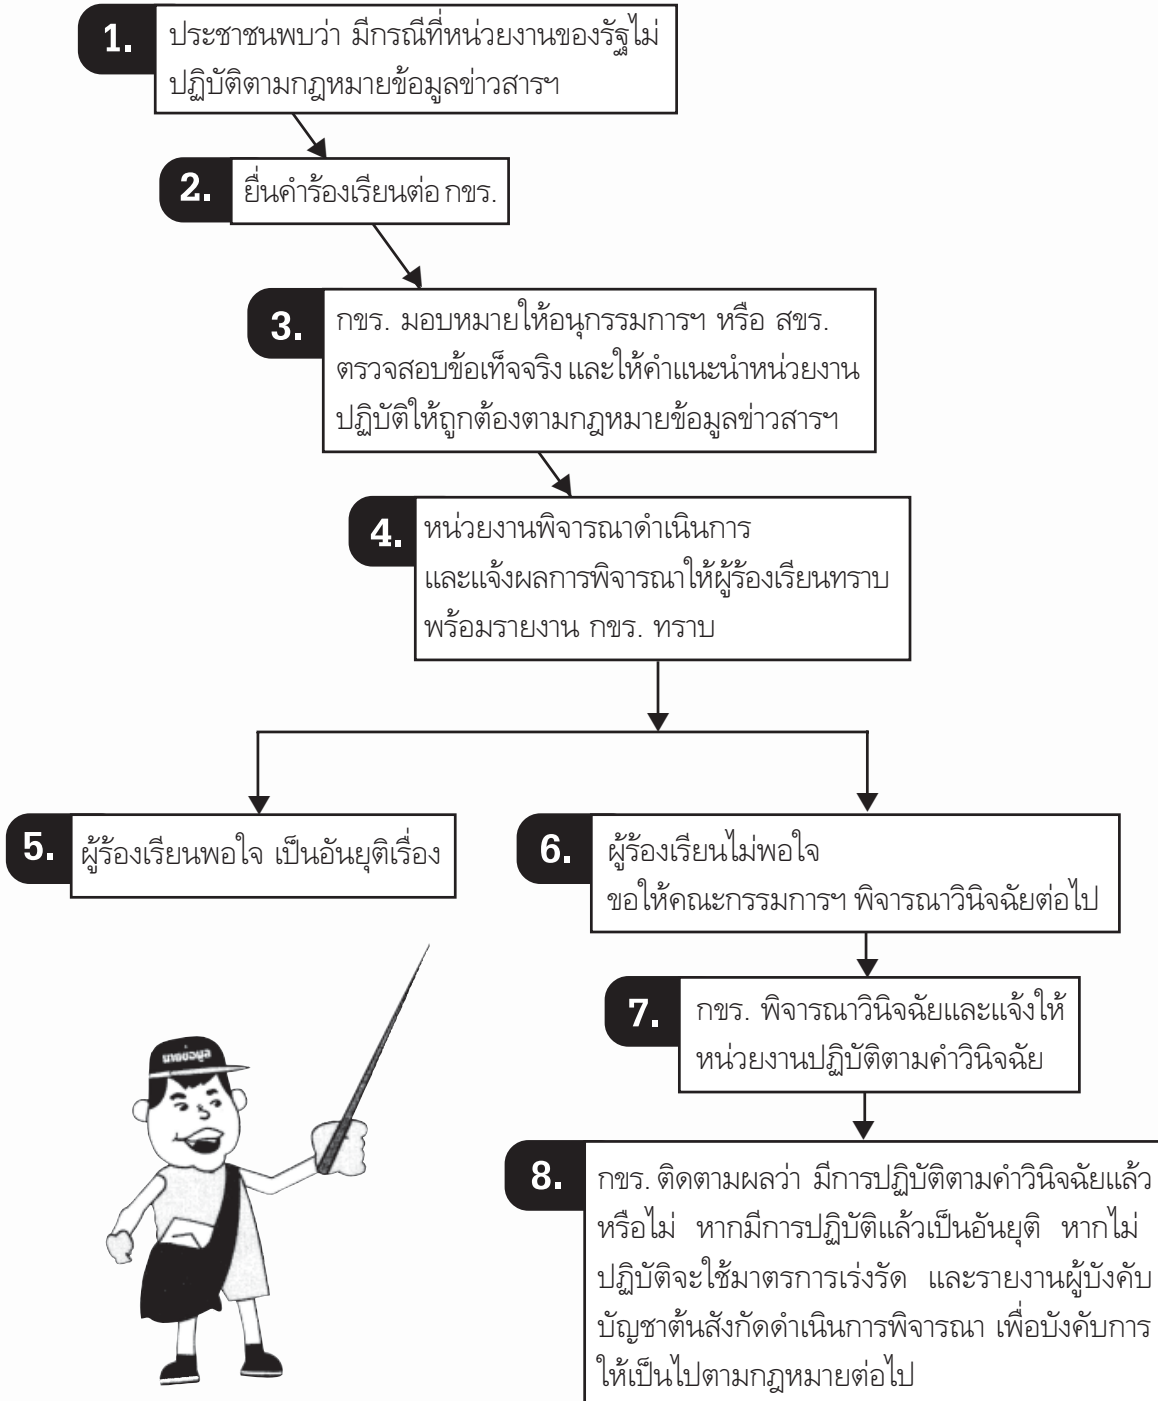 1. ประชาชนพบว่า มีกรณีที่หน่วยงานของรัฐไม่
ปฏิบัติตามกฎหมายข้อมูลข่าวสารฯ
2. ยื่นคำร้องเรียนต่อ กขร.
3. กขร. มอบหมายให้อนุกรรมการฯ หรือ สขร.
ตรวจสอบข้อเท็จจริง และให้คำแนะนำหน่วยงาน
ปฏิบัติให้ถูกต้องตามกฎหมายข้อมูลข่าวสารฯ
4. หน่วยงานพิจารณาดำเนินการ
และแจ้งผลการพิจารณาให้ผู้ร้องเรียนทราบ
พร้อมรายงาน กขร. ทราบ
5. ผู้ร้องเรียนพอใจ เป็นอันยุติเรื่อง
6. ผู้ร้องเรียนไม่พอใจ
ขอให้คณะกรรมการฯ พิจารณาวินิจฉัยต่อไป
7. กขร. พิจารณาวินิจฉัยและแจ้งให้
หน่วยงานปฏิบัติตามคำวินิจฉัย
นายข้อมูล
8. กขร. ติดตามผลว่า มีการปฏิบัติตามคำวินิจฉัยแล้ว
หรือไม่ หากมีการปฏิบัติแล้วเป็นอันยุติ หากไม่
ปฏิบัติจะใช้มาตรการเร่งรัด และรายงานผู้บังคับ
บัญชาต้นสังกัดดำเนินการพิจารณา เพื่อบังคับการ
ให้เป็นไปตามกฎหมายต่อไป